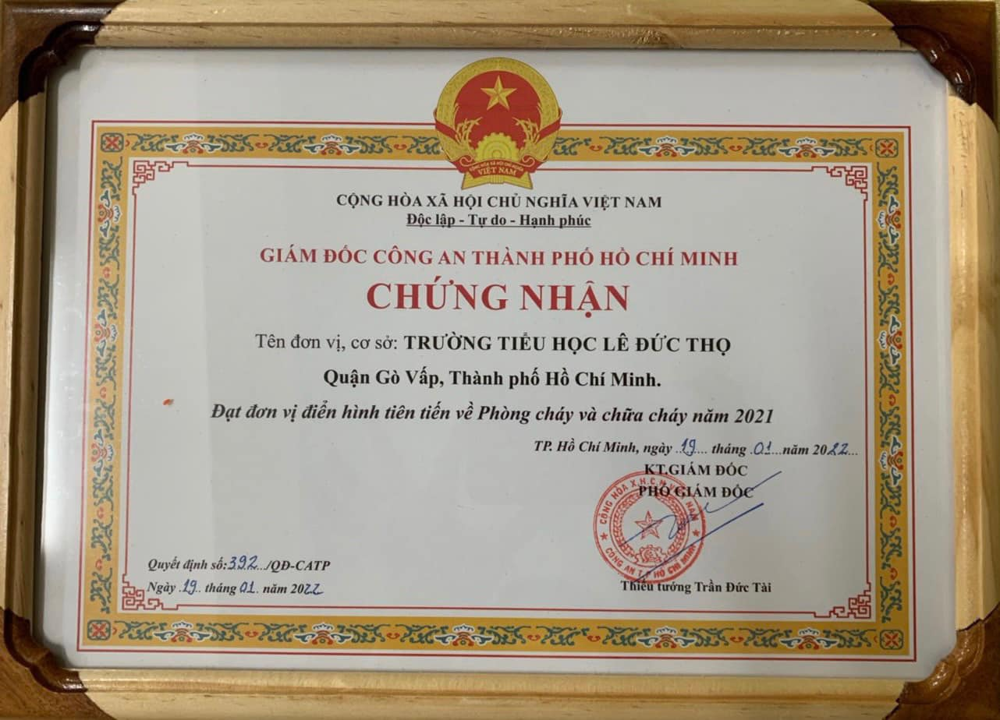 CỘNG HÒA XÃ HỘI CHỦ NGHĨA
VIỆT NAM
CỘNG HÒA XÃ HỘI CHỦ NGHĨA VIỆT NAM
Độc lập - Tự do - Hạnh phúc
GIÁM ĐỐC CÔNG AN THÀNH PHỐ HỒ CHÍ MINH
CHỨNG NHẬN
Tên đơn vị, cơ sở: TRƯỜNG TIỂU HỌC LÊ ĐỨC THỌ
Quận Gò Vấp, Thành phố Hồ Chí Minh.
Đạt đơn vị điển hình tiên tiến về Phòng cháy và chữa cháy năm 2021
TP. Hồ Chí Minh, ngày ..19.... tháng .01....năm 2022...
KT.GIÁM ĐỐC
PHÓ GIÁM ĐỐC
CỘNG HÒA X.H.C.N VIỆT NAM
CÔNG AN T.P HỒ CHÍ MINH
Thiếu tướng Trần Đức Tài
Quyết định số:392.../QĐ-CATP
Ngày .19.. tháng 01. năm 2022